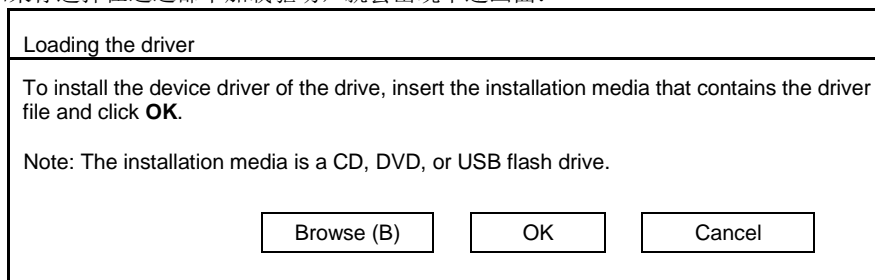 Loading the driver
To install the device driver of the drive, insert the installation media that contains the driver
file and click OK.
Note: The installation media is a CD, DVD, or USB flash drive.
Browse (B)
OK
Cancel